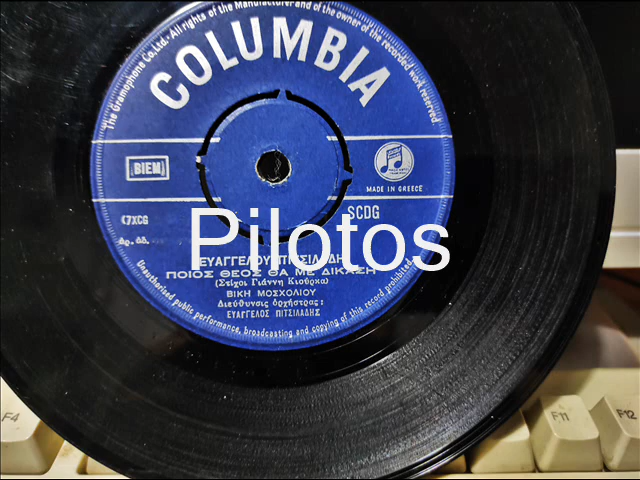 The Gramophone Co.,Ltd.· All rights of the Manufacturer and of the owner of the recorded work reserved.
COLUMBIA
BIEM
MADE IN GREECE
(7XCG
SCDG
Pilotos
ΕΥΑΓΓΕΛΟΥ ΠΙΤΣΙΛΑΔΗ
ΠΟΙΟΣ ΘΕΟΣ ΘΑ ΜΕ ΔΙΚΑΣΗ
(Στίχοι Γιάννη Κιούρκα)
ΒΙΚΗ ΜΟΣΧΟΛΙΟΥ
Διεύθυνσις ὀρχήστρας:
ΕΥΑΓΓΕΛΟΣ ΠΙΤΣΙΛΑΔΗΣ
Unauthorised public performance, broadcasting and copying of this record prohibited
F4
F11
F12